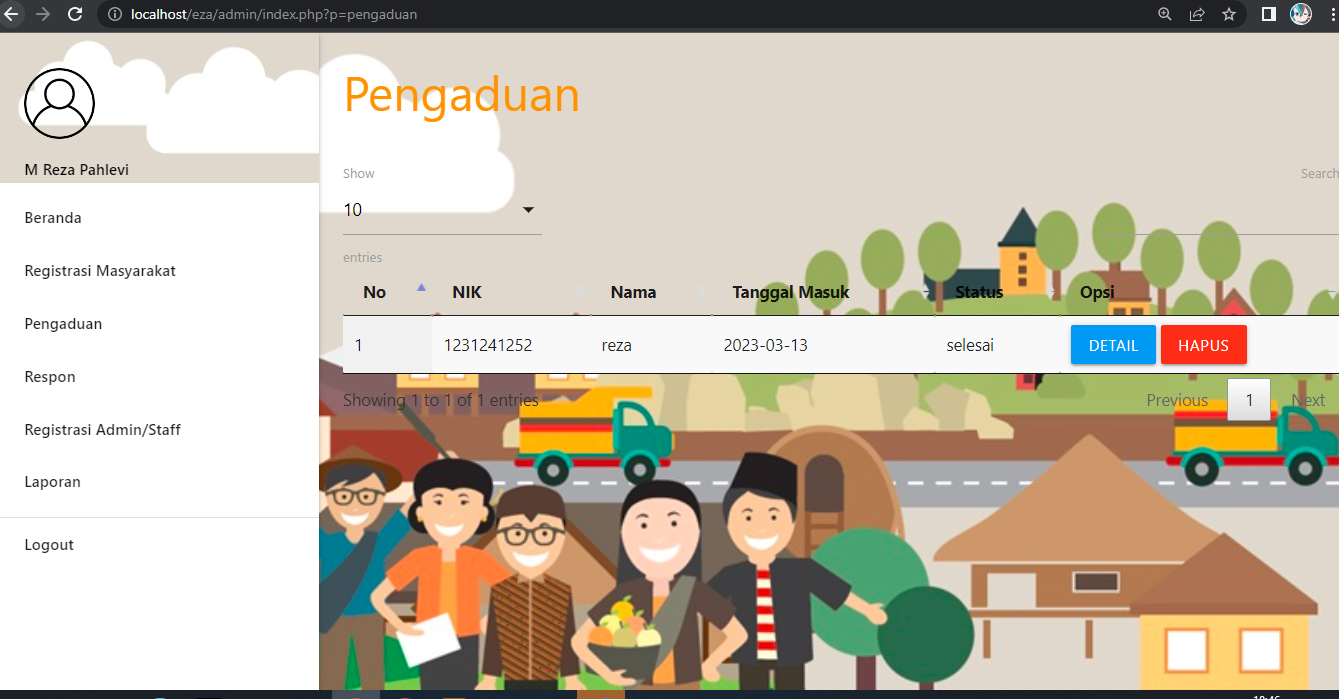 localhost/eza/admin/index.php?p=pengaduan
M Reza Pahlevi
Beranda
Registrasi Masyarakat
Pengaduan
Respon
Registrasi Admin/Staff
Laporan
Logout
Pengaduan
Show
Search
10
entries
No NIK Nama Tanggal Masuk Status Opsi
1 1231241252 reza 2023-03-13 selesai DETAIL HAPUS
Showing 1 to 1 of 1 entries
Previous 1 Next